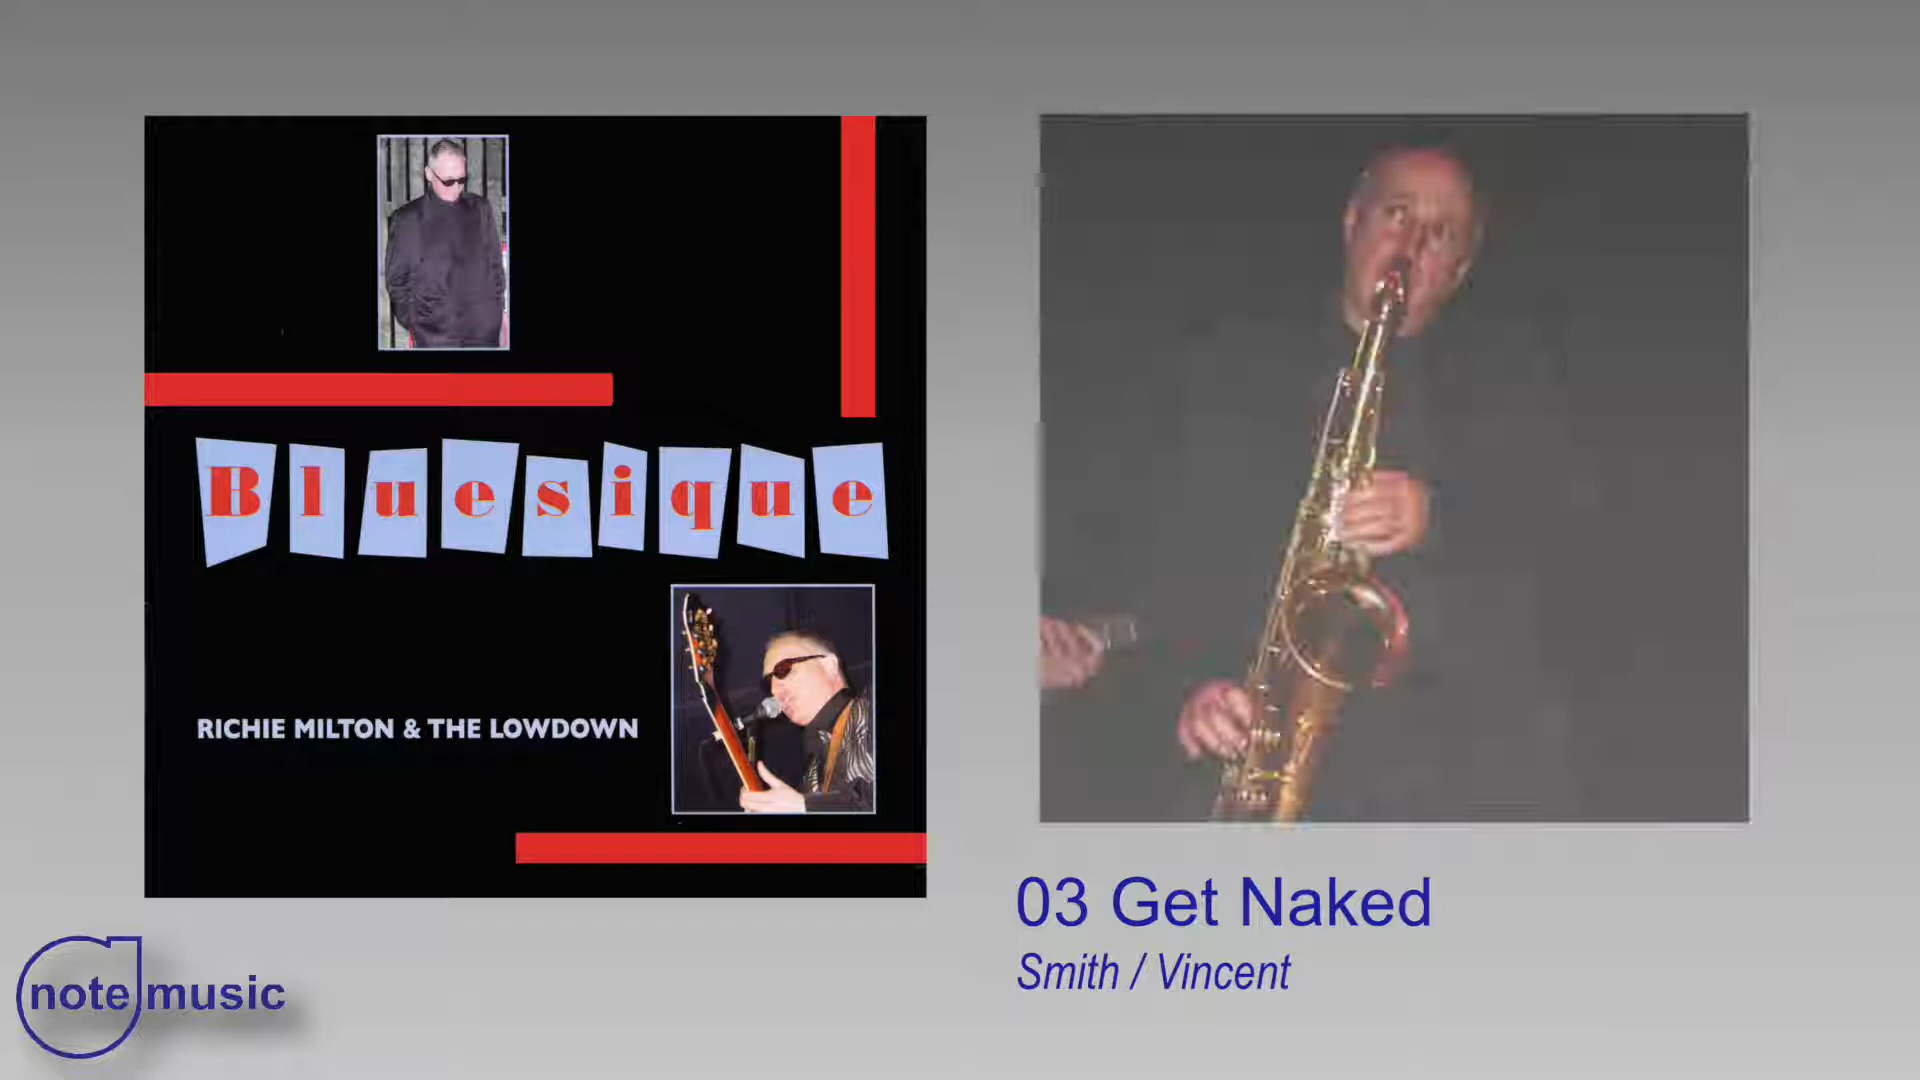 Bluesique
RICHIE MILTON & THE LOWDOWN
03 Get Naked
Smith / Vincent
note music